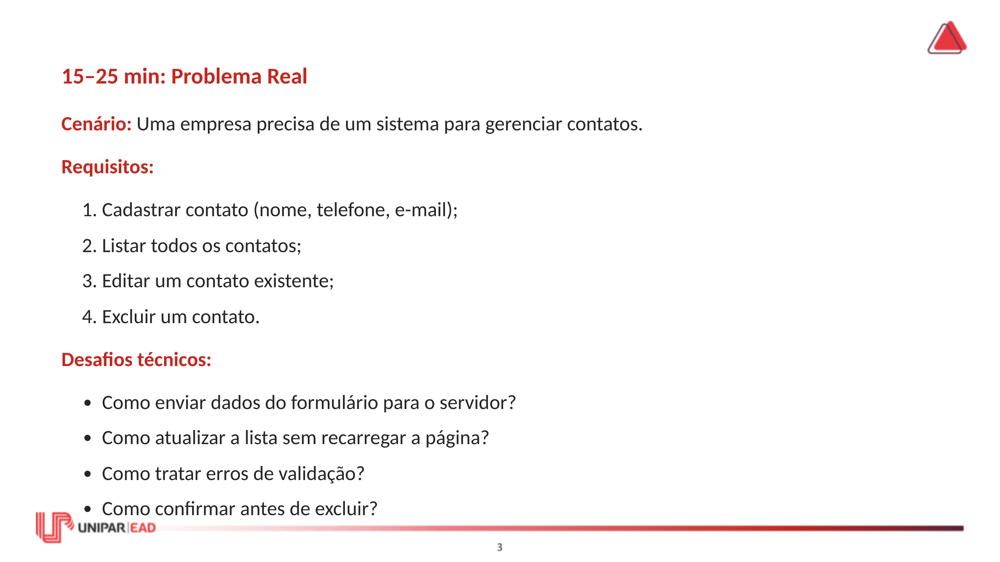 15–25 min: Problema Real
Cenário: Uma empresa precisa de um sistema para gerenciar contatos.
Requisitos:
1. Cadastrar contato (nome, telefone, e-mail);
2. Listar todos os contatos;
3. Editar um contato existente;
4. Excluir um contato.
Desafios técnicos:
• Como enviar dados do formulário para o servidor?
• Como atualizar a lista sem recarregar a página?
• Como tratar erros de validação?
• Como confirmar antes de excluir?
UNIPAR|EAD
3